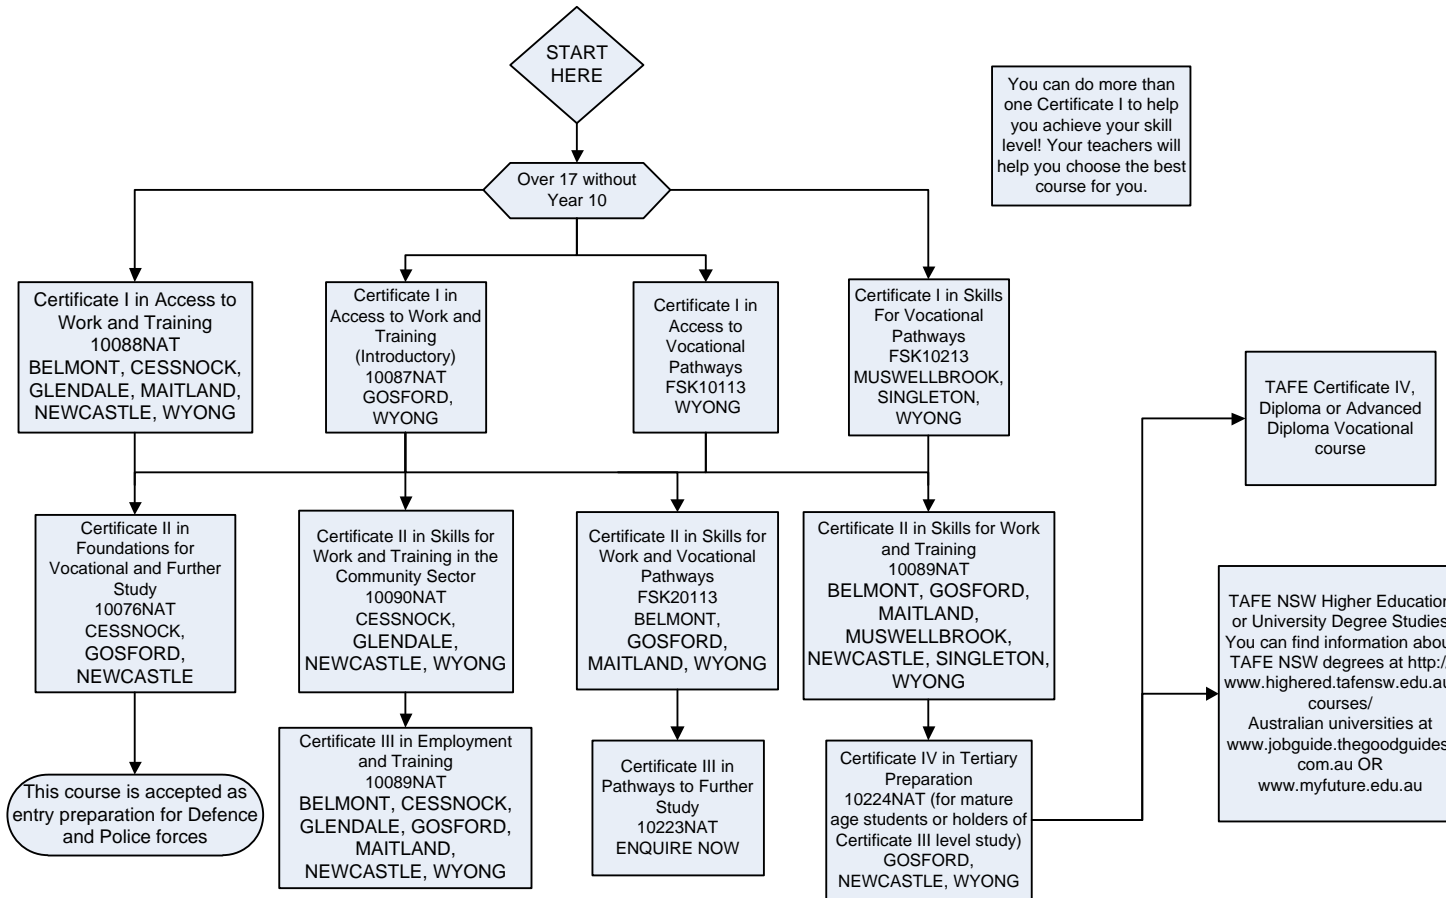 START
HERE
You can do more than
one Certificate I to help
you achieve your skill
level! Your teachers will
help you choose the best
course for you.
Over 17 without
Year 10
Certificate I in Access to
Work and Training
10088NAT
BELMONT, CESSNOCK,
GLENDALE, MAITLAND,
NEWCASTLE, WYONG
Certificate I in
Access to Work and
Training
(Introductory)
10087NAT
GOSFORD,
WYONG
Certificate I in
Access to
Vocational
Pathways
FSK10113
WYONG
Certificate I in Skills
For Vocational
Pathways
FSK10213
MUSWELLBROOK,
SINGLETON,
WYONG
TAFE Certificate IV,
Diploma or Advanced
Diploma Vocational
course
Certificate II in
Foundations for
Vocational and Further
Study
10076NAT
CESSNOCK,
GOSFORD,
NEWCASTLE
Certificate II in Skills for
Work and Training in the
Community Sector
10090NAT
CESSNOCK,
GLENDALE,
NEWCASTLE, WYONG
Certificate II in Skills for
Work and Vocational
Pathways
FSK20113
BELMONT,
GOSFORD,
MAITLAND, WYONG
Certificate II in Skills for Work
and Training
10089NAT
BELMONT, GOSFORD,
MAITLAND,
MUSWELLBROOK,
NEWCASTLE, SINGLETON,
WYONG
TAFE NSW Higher Education
or University Degree Studies
You can find information abou
TAFE NSW degrees at http:/
www.highered.tafensw.edu.au
courses/
Australian universities at
www.jobguide.thegoodguides
com.au OR
www.myfuture.edu.au
This course is accepted as
entry preparation for Defence
and Police forces
Certificate III in Employment
and Training
10089NAT
BELMONT, CESSNOCK,
GLENDALE, GOSFORD,
MAITLAND,
NEWCASTLE, WYONG
Certificate III in
Pathways to Further
Study
10223NAT
ENQUIRE NOW
Certificate IV in Tertiary
Preparation
10224NAT (for mature
age students or holders of
Certificate III level study)
GOSFORD,
NEWCASTLE, WYONG